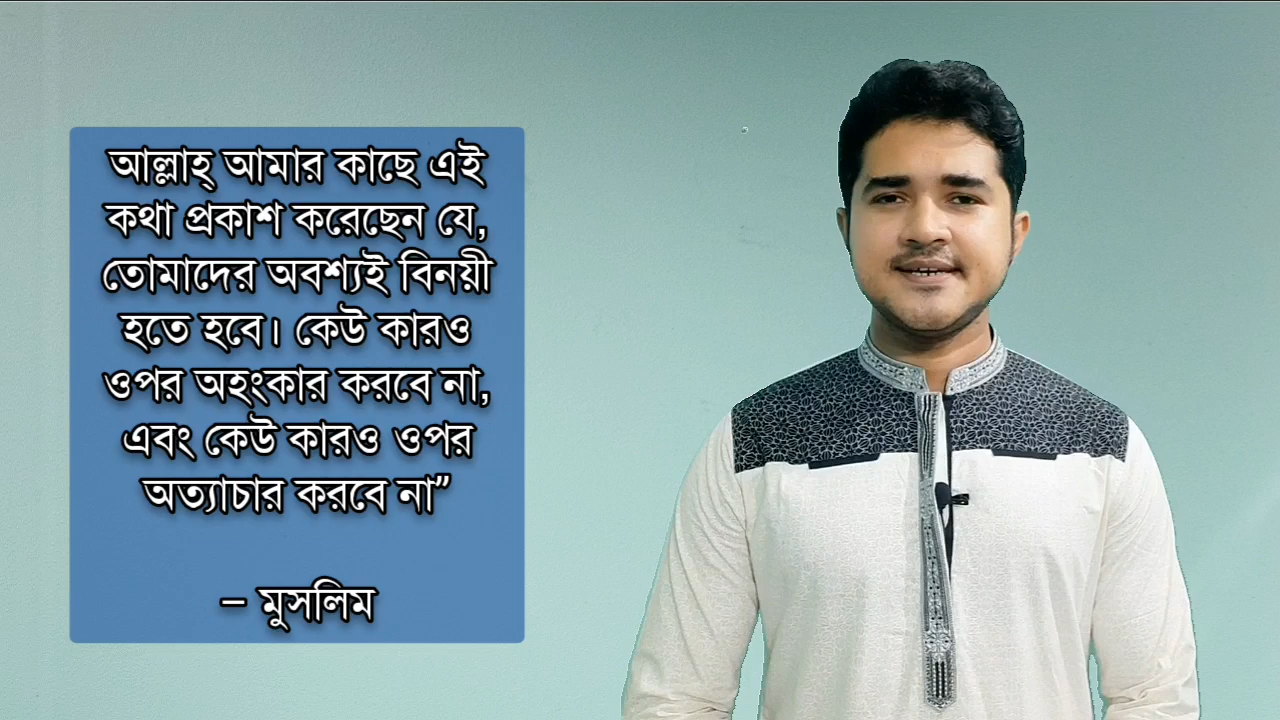 আল্লাহ্ আমার কাছে এই
কথা প্রকাশ করেছেন যে,
তোমাদের অবশ্যই বিনয়ী
হতে হবে। কেউ কারও
ওপর অহংকার করবে না,
এবং কেউ কারও ওপর
অত্যাচার করবে না”
– মুসলিম